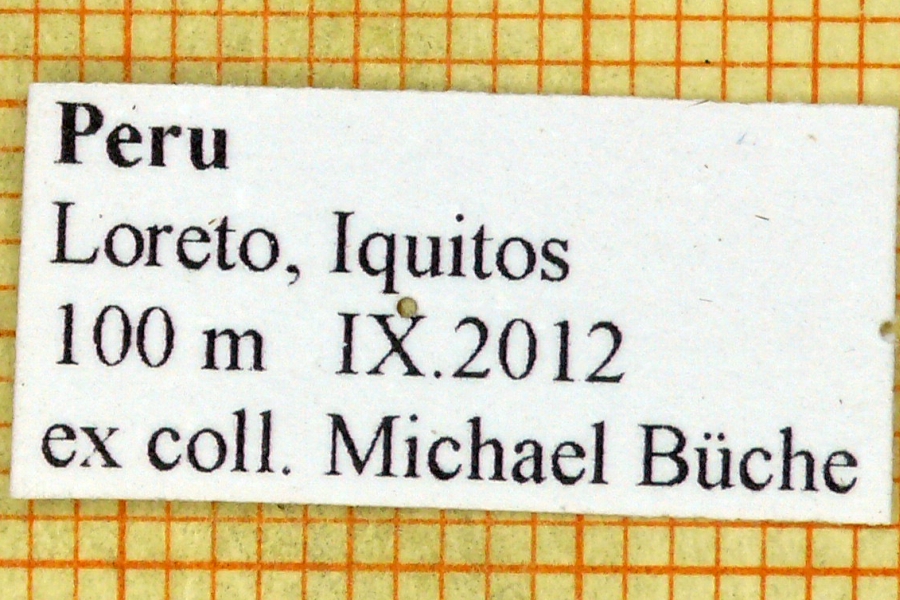 Peru
Loreto, Iquitos
100 m IX.2012
ex coll. Michael Büche